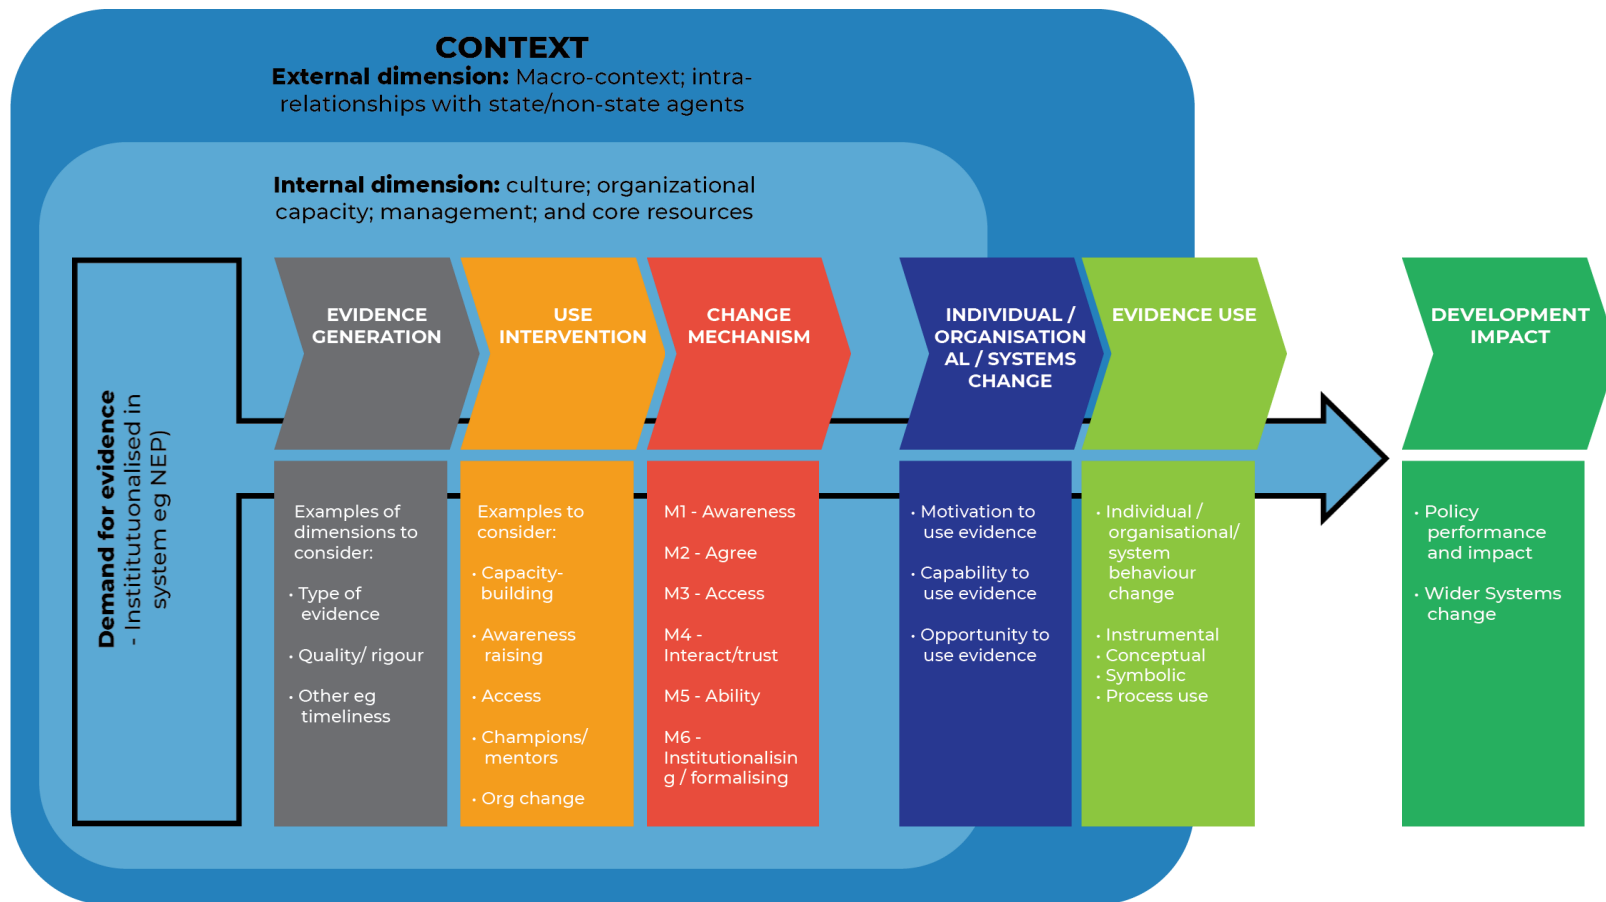 CONTEXT
External dimension: Macro-context; intra-
relationships with state/non-state agents
Internal dimension: culture; organizational
capacity; management; and core resources
Demand for evidence
- Instititutuonalised in
system eg NEP)
EVIDENCE
GENERATION
Examples of
dimensions to
consider:
• Type of
evidence
• Quality/ rigour
• Other eg
timeliness
USE
INTERVENTION
Examples to
consider:
• Capacity-
building
• Awareness
raising
• Access
• Champions/
mentors
• Org change
CHANGE
MECHANISM
M1 - Awareness
M2 - Agree
M3 - Access
M4 -
Interact/trust
M5 - Ability
M6 -
Institutionalisin
g / formalising
INDIVIDUAL /
ORGANISATION
AL / SYSTEMS
CHANGE
• Motivation to
use evidence
• Capability to
use evidence
• Opportunity to
use evidence
EVIDENCE USE
• Individual /
organisational/
system
behaviour
change
• Instrumental
• Conceptual
• Symbolic
• Process use
DEVELOPMENT
IMPACT
• Policy
performance
and impact
• Wider Systems
change